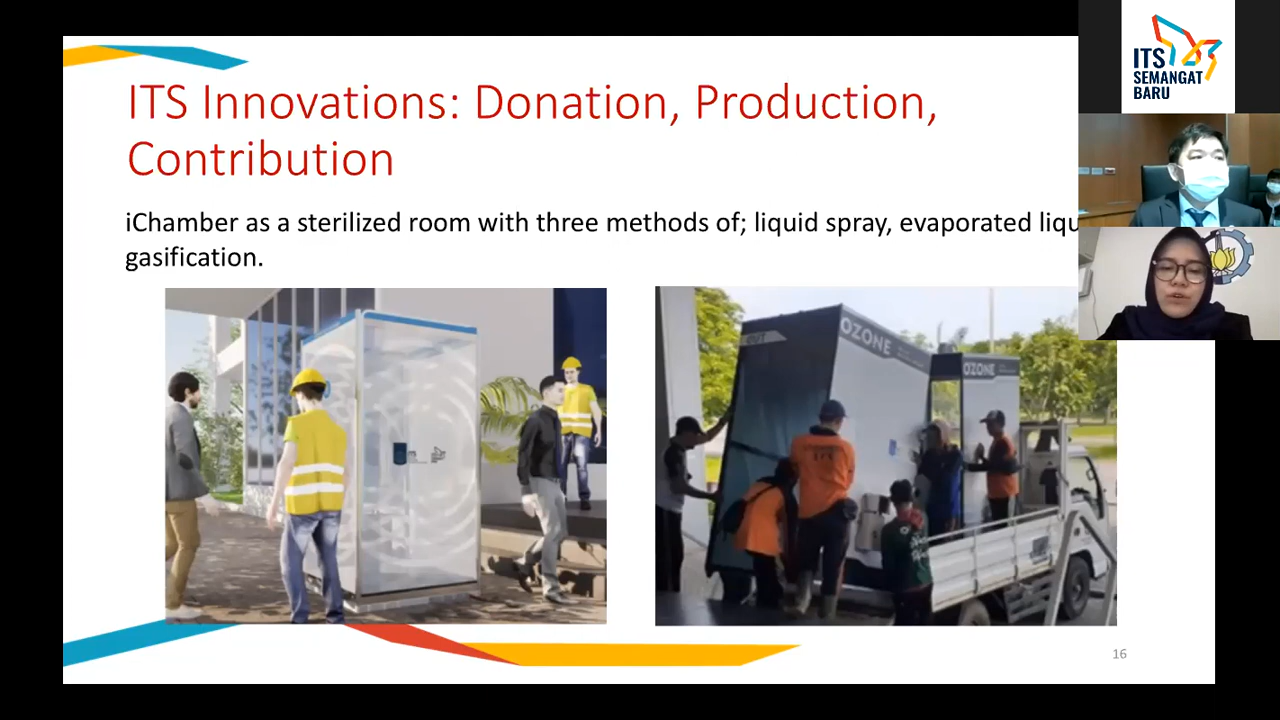 ITS Innovations: Donation, Production,
Contribution
iChamber as a sterilized room with three methods of; liquid spray, evaporated liqu
gasification.
OUT
OZONE
OZONE
16
ITS
SEMANGAT
BARU